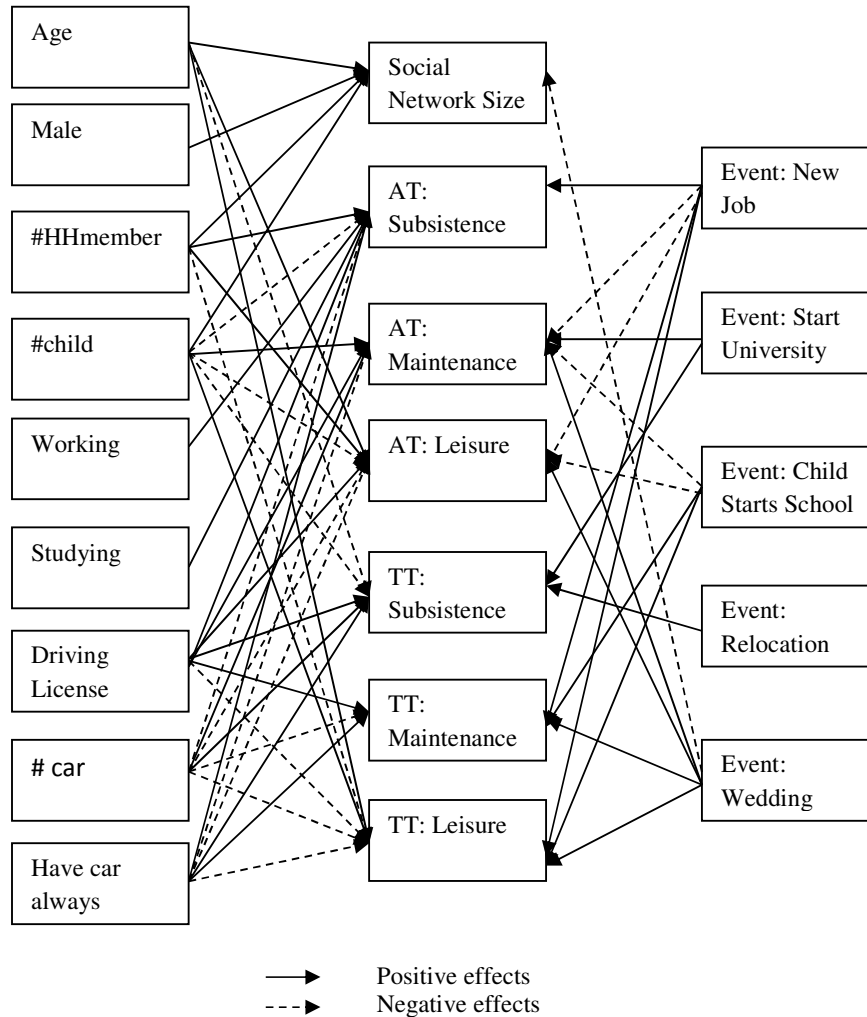 Age
Male
#HHmember
#child
Working
Studying
Driving
License
# car
Have car
always
Social
Network Size
AT:
Subsistence
AT:
Maintenance
AT: Leisure
TT:
Subsistence
TT:
Maintenance
TT: Leisure
Event: New
Job
Event: Start
University
Event: Child
Starts School
Event:
Relocation
Event:
Wedding
Positive effects
Negative effects